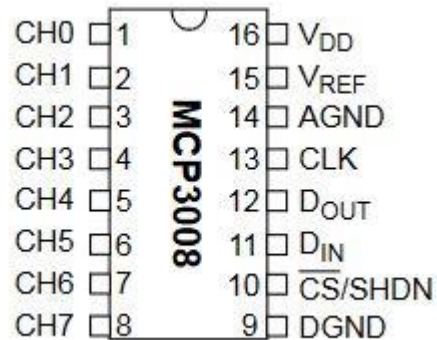 CH0 1 16 VDD
CH1 2 15 VREF
CH2 3 14 AGND
CH3 4 13 CLK
CH4 5 12 DOUT
CH5 6 11 DIN
CH6 7 10 C̅S̅/SHDN
CH7 8 9 DGND
MCP3008